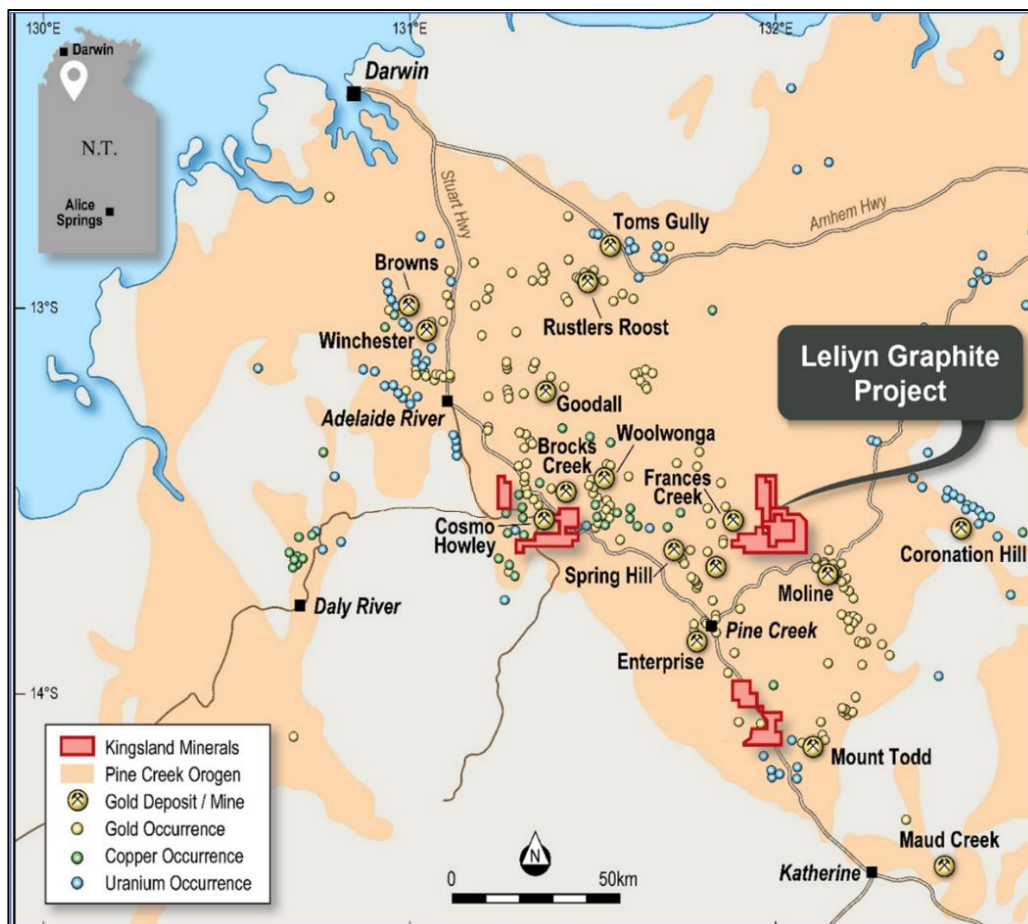 130°E
131°E
132°E
Darwin
N.T.
Alice
Springs
Darwin
Stuart Hwy
Arnhem Hwy
Toms Gully
Browns
13°S
Rustlers Roost
Winchester
Leliyn Graphite
Project
Goodall
Adelaide River
Woolwonga
Brocks
Creek
Frances
Creek
Cosmo
Howley
Coronation Hill
Spring Hill
Moline
Daly River
Pine Creek
Enterprise
14°S
Mount Todd
Kingsland Minerals
Pine Creek Orogen
Gold Deposit / Mine
Gold Occurrence
Copper Occurrence
Uranium Occurrence
N
0
50km
Maud Creek
Katherine